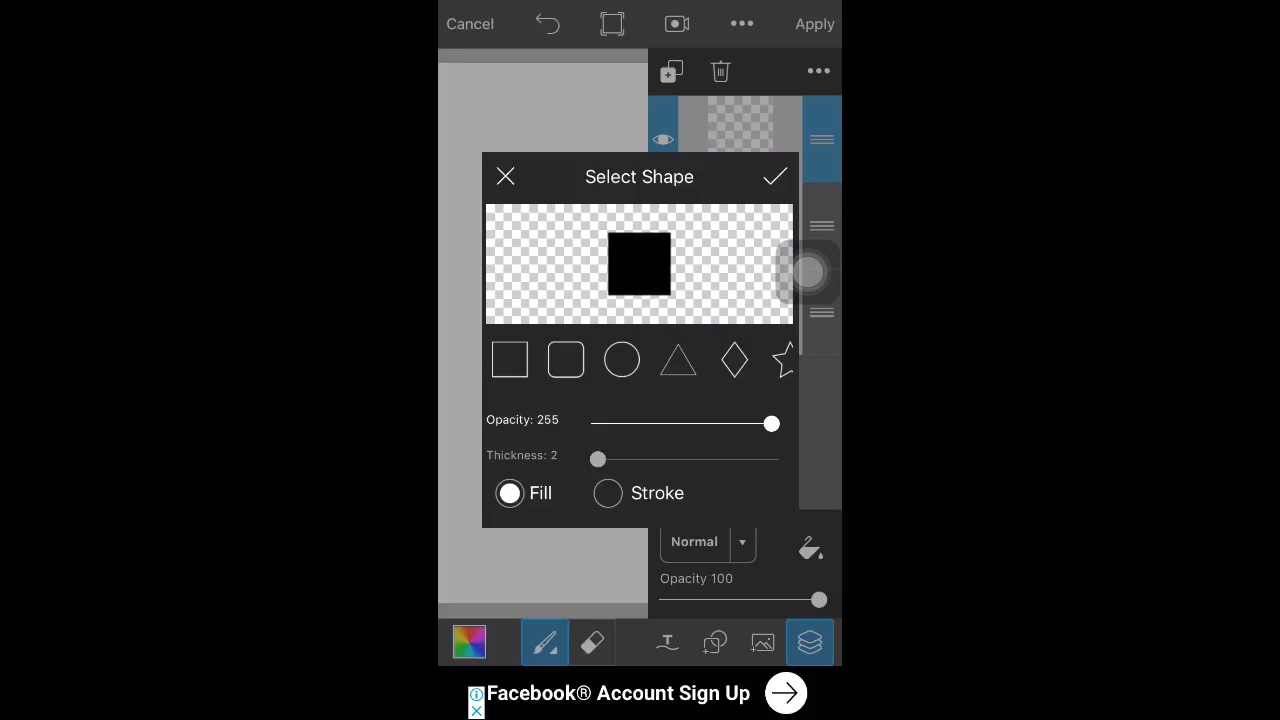 Cancel
Apply
Select Shape
Opacity: 255
Thickness: 2
Fill
Stroke
Normal
Opacity 100
T
Facebook® Account Sign Up